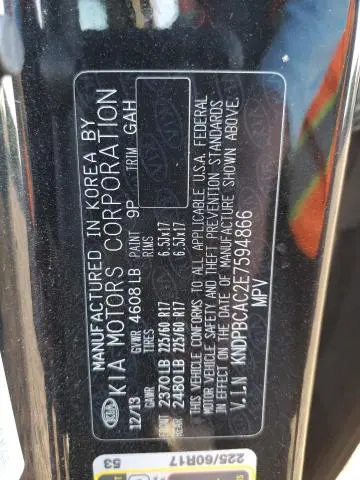 MANUFACTURED IN KOREA BY
KIA KIA MOTORS CORPORATION
12/13 GVWR 4608 LB PAINT 9P TRIM GAH
GAWR TIRES RIMS
2370 LB 225/60 R17 6.5JX17
2480 LB 225/60 R17 6.5JX17
THIS VEHICLE CONFORMS TO ALL APPLICABLE U.S.A. FEDERAL
MOTOR VEHICLE SAFETY AND THEFT PREVENTION STANDARDS
IN EFFECT ON THE DATE OF MANUFACTURE SHOWN ABOVE.
V.I.N KNDPBCAC2E7594866
MPV
53
225/60R17